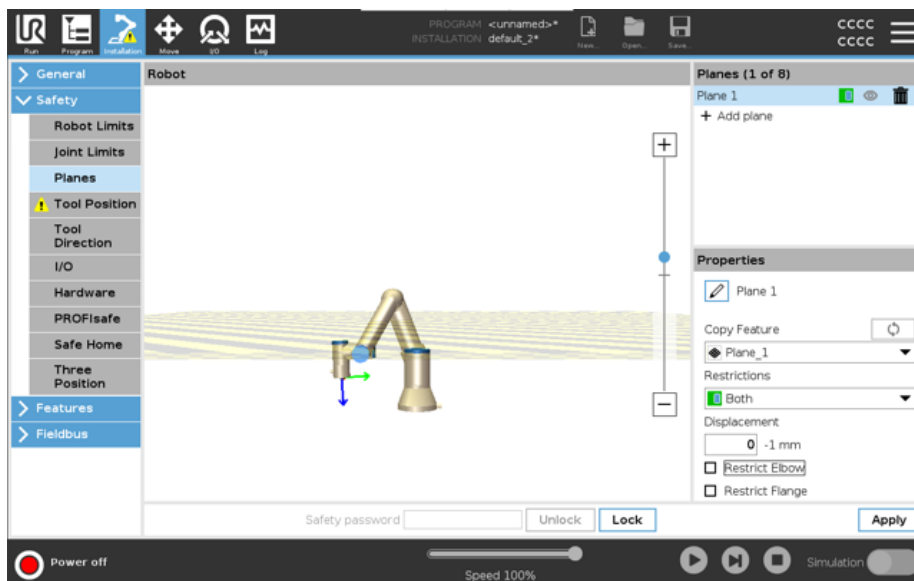 PROGRAM <unnamed>*
INSTALLATION default_2*
UR
Run
Program
Installation
Move
I/O
Log
New...
Open...
Save...
CCCC
CCCC
General
Safety
Robot Limits
Joint Limits
Planes
Tool Position
Tool
Direction
I/O
Hardware
PROFIsafe
Safe Home
Three
Position
Features
Fieldbus
Robot
+
−
Planes (1 of 8)
Plane 1
+ Add plane
Properties
Plane 1
Copy Feature
Plane_1
Restrictions
Both
Displacement
0 -1 mm
Restrict Elbow
Restrict Flange
Safety password
Unlock
Lock
Apply
Power off
Speed 100%
Simulation